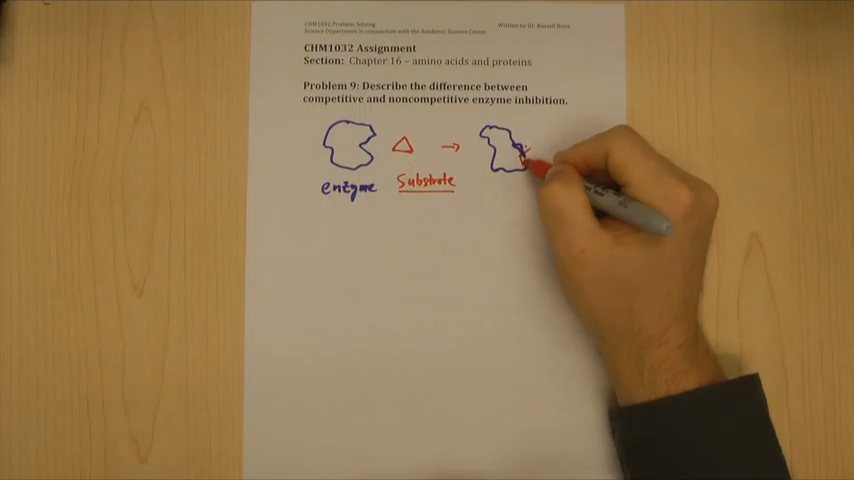 CHM1032 Problem Solving Written by Dr. Russell Betts
Science Department in conjunction with the Academic Success Center
CHM1032 Assignment
Section: Chapter 16 – amino acids and proteins
Problem 9: Describe the difference between
competitive and noncompetitive enzyme inhibition.
enzyme Substrate